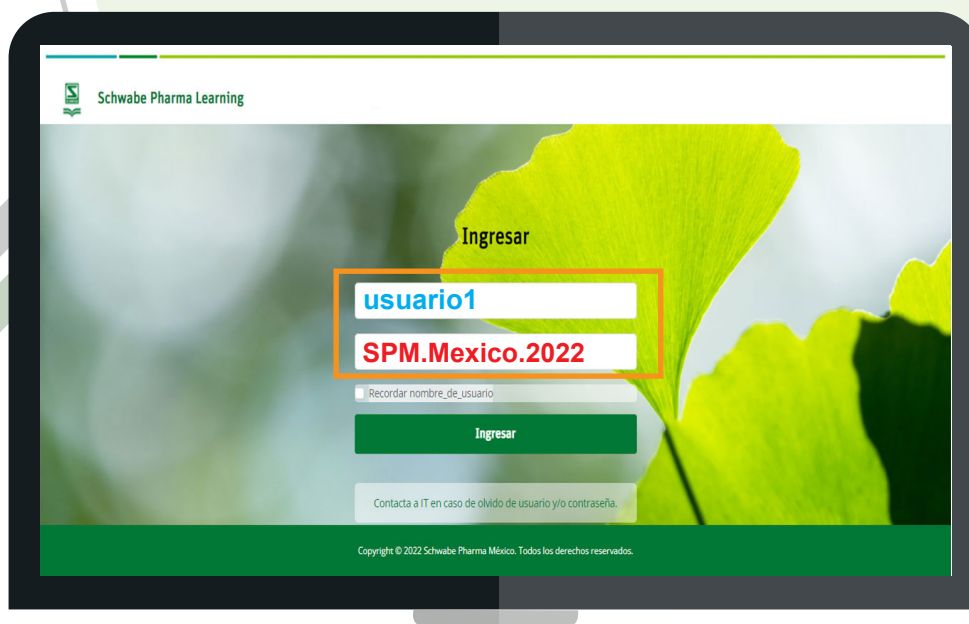 Schwabe Pharma Learning
Ingresar
usuario1
SPM.Mexico.2022
Recordar nombre_de_usuario
Ingresar
Contacta a IT en caso de olvido de usuario y/o contraseña.
Copyright © 2022 Schwabe Pharma México. Todos los derechos reservados.